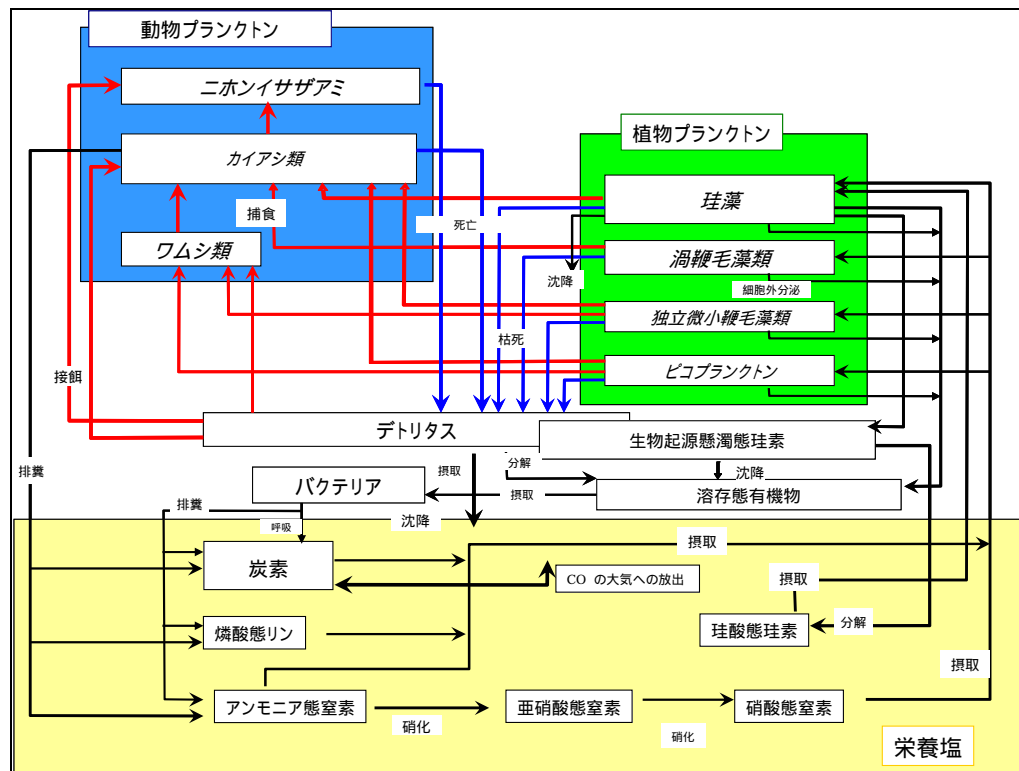 動物プランクトン
ニホンイサザアミ
植物プランクトン
カイアシ類
珪藻
捕食
死亡
ワムシ類
渦鞭毛藻類
沈降
細胞外分泌
独立微小鞭毛藻類
枯死
ピコプランクトン
接餌
デトリタス
生物起源懸濁態珪素
排糞
摂取
分解
沈降
バクテリア
摂取
溶存態有機物
排糞
沈降
呼吸
摂取
炭素
CO の大気への放出
摂取
燐酸態リン
珪酸態珪素
分解
摂取
アンモニア態窒素
亜硝酸態窒素
硝酸態窒素
硝化
硝化
栄養塩